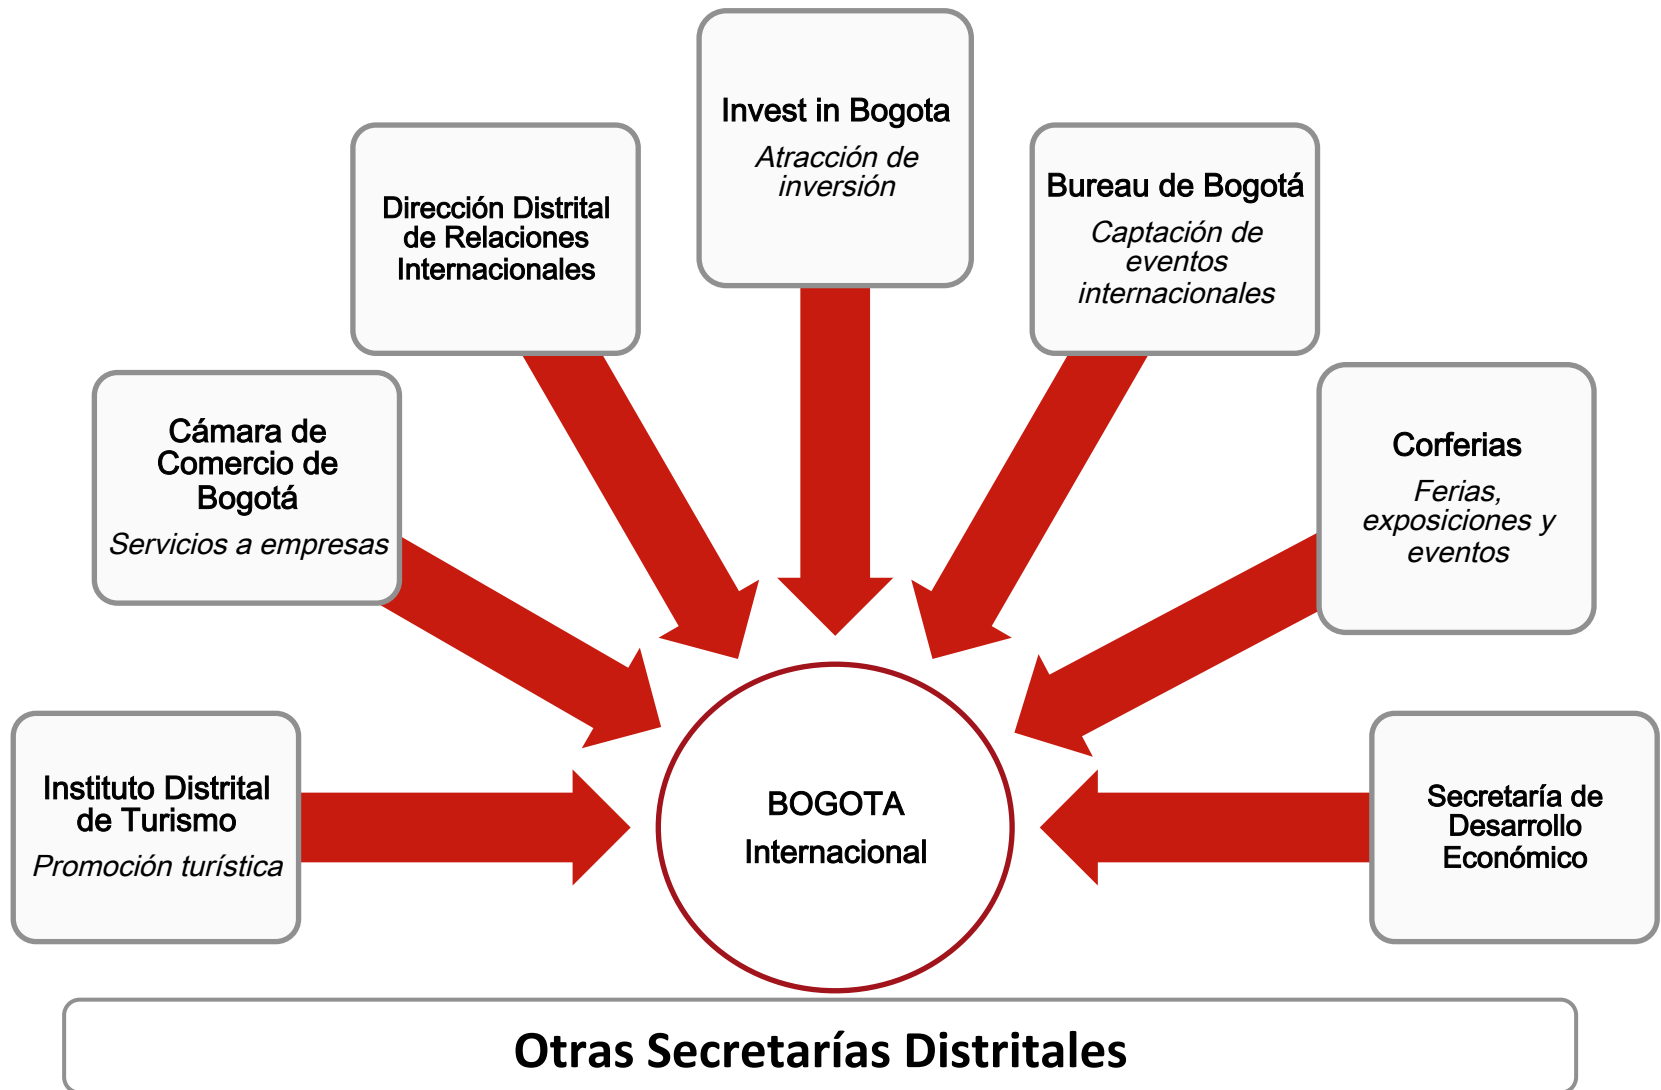 Invest in Bogota
Atracción de
inversión
Dirección Distrital
de Relaciones
Internacionales
Bureau de Bogotá
Captación de
eventos
internacionales
Cámara de
Comercio de
Bogotá
Servicios a empresas
Corferias
Ferias,
exposiciones y
eventos
Instituto Distrital
de Turismo
Promoción turística
BOGOTA
Internacional
Secretaría de
Desarrollo
Económico
Otras Secretarías Distritales